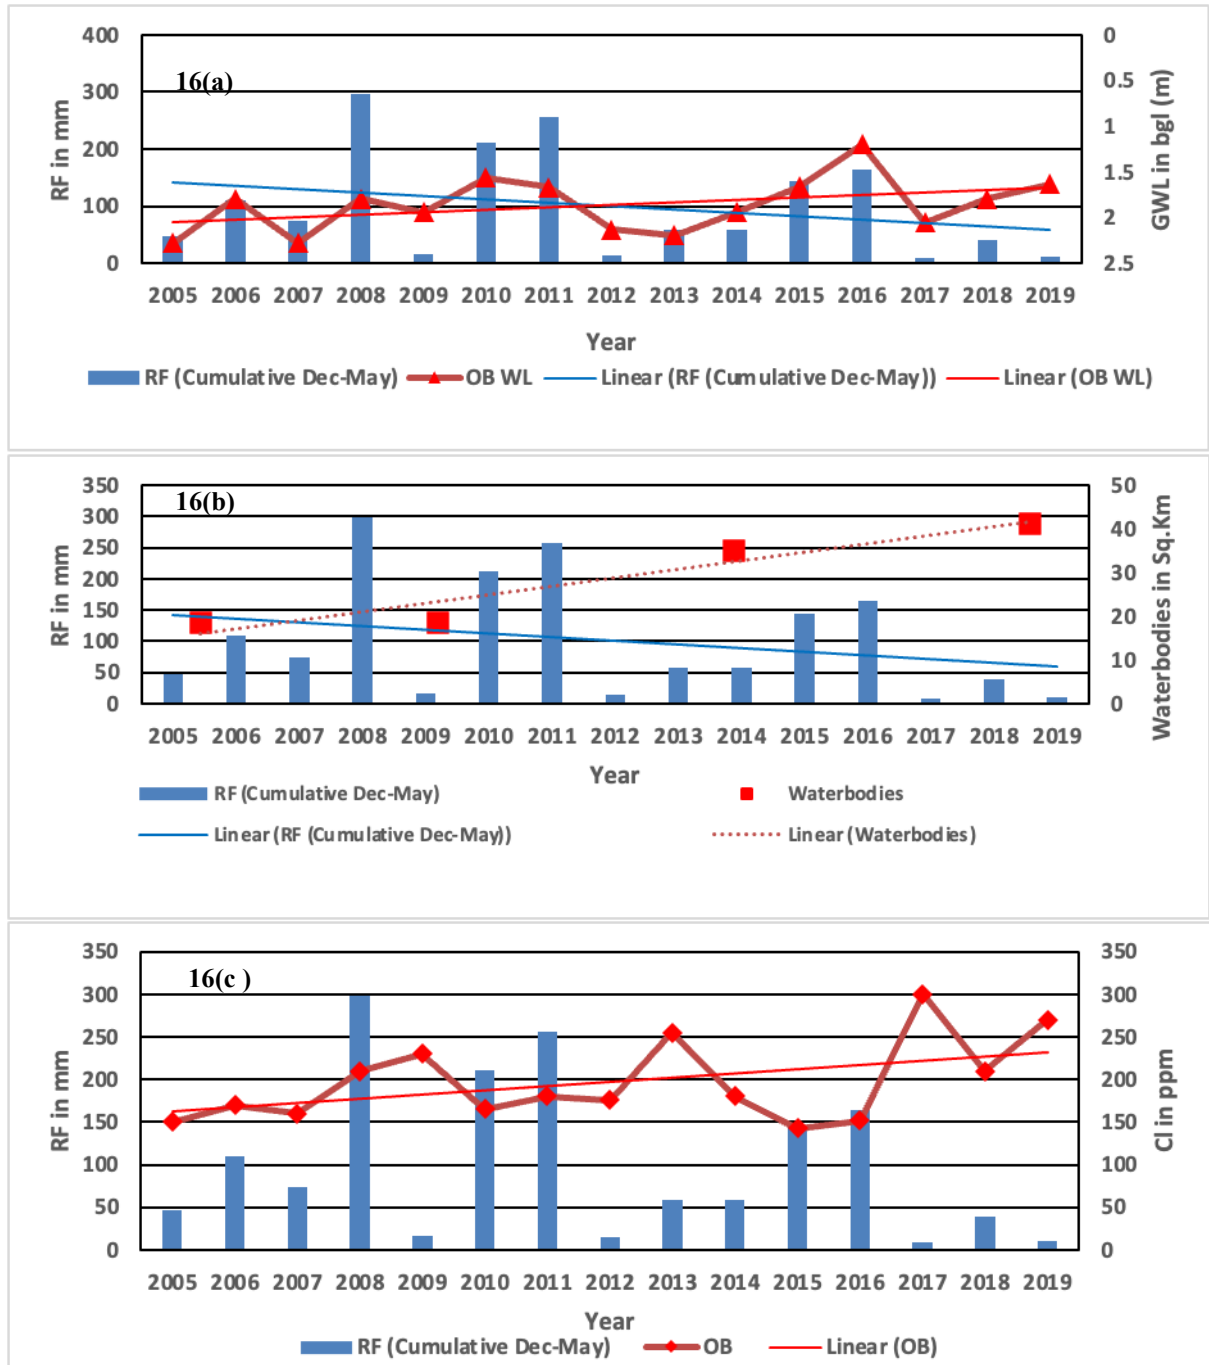 16(a)
400
300
200
100
0
RF in mm
0
0.5
1
1.5
2
2.5
GWL in bgl (m)
2005 2006 2007 2008 2009 2010 2011 2012 2013 2014 2015 2016 2017 2018 2019
Year
RF (Cumulative Dec-May) OB WL Linear (RF (Cumulative Dec-May)) Linear (OB WL)
16(b)
350
300
250
200
150
100
50
0
RF in mm
50
40
30
20
10
0
Waterbodies in Sq.Km
2005 2006 2007 2008 2009 2010 2011 2012 2013 2014 2015 2016 2017 2018 2019
Year
RF (Cumulative Dec-May) Waterbodies
Linear (RF (Cumulative Dec-May)) Linear (Waterbodies)
16(c )
350
300
250
200
150
100
50
0
RF in mm
350
300
250
200
150
100
50
0
Cl in ppm
2005 2006 2007 2008 2009 2010 2011 2012 2013 2014 2015 2016 2017 2018 2019
Year
RF (Cumulative Dec-May) OB Linear (OB)